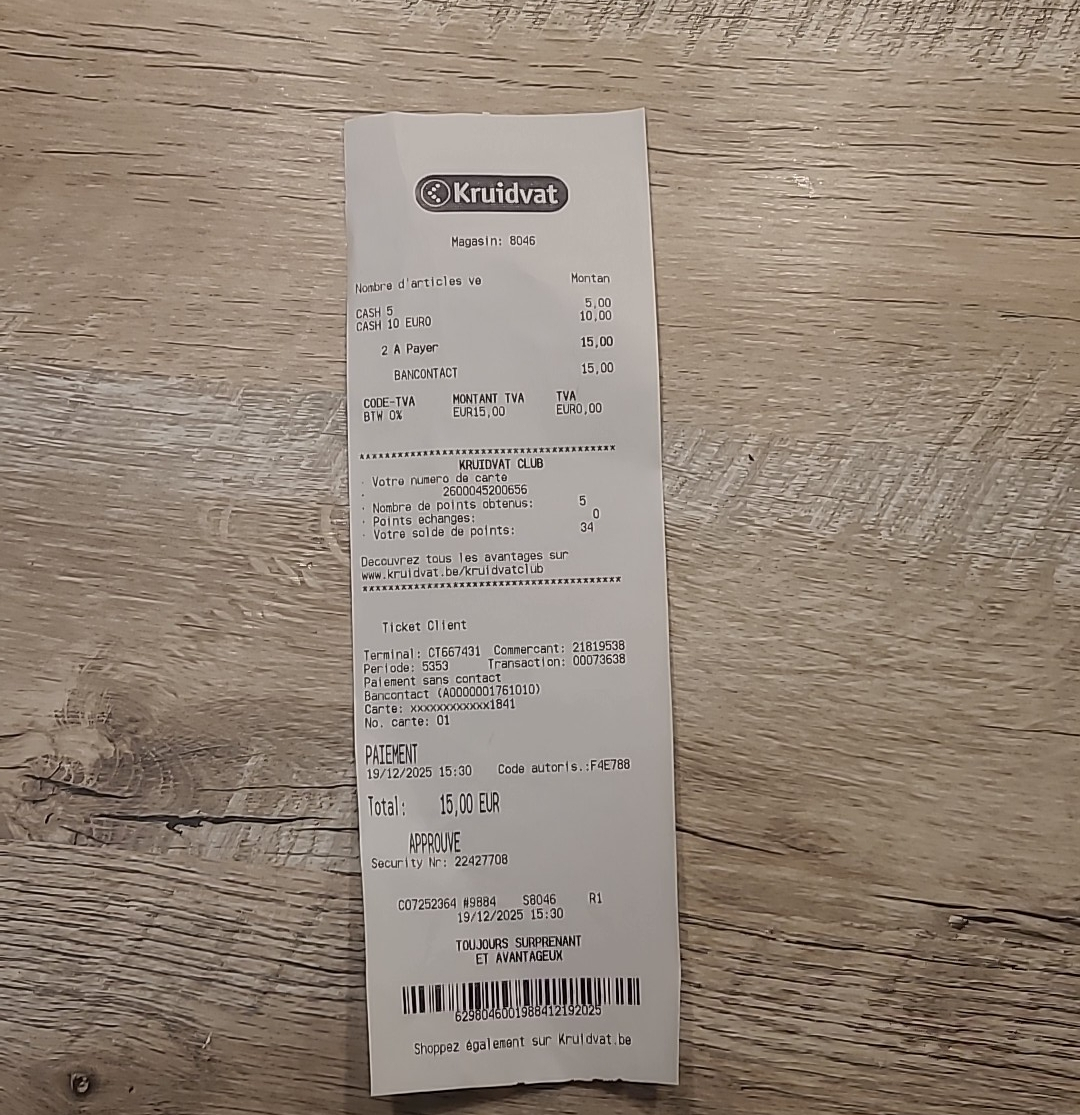 Kruidvat
Magasin: 8046
Nombre d'articles ve Montan
CASH 5 5,00
CASH 10 EURO 10,00
2 A Payer 15,00
BANCONTACT 15,00
CODE-TVA MONTANT TVA TVA
BTW 0% EUR15,00 EUR0,00
****************************************
KRUIDVAT CLUB
· Votre numero de carte
· 2600045200656
· Nombre de points obtenus: 5
· Points echanges: 0
· Votre solde de points: 34
Decouvrez tous les avantages sur
www.kruidvat.be/kruidvatclub
****************************************
Ticket Client
Terminal: CT667431 Commercant: 21819538
Periode: 5353 Transaction: 00073638
Paiement sans contact
Bancontact (A0000001761010)
Carte: xxxxxxxxxxxx1841
No. carte: 01
PAIEMENT
19/12/2025 15:30 Code autoris.:F4E788
Total: 15,00 EUR
APPROUVE
Security Nr: 22427708
C07252364 #9884 S8046 R1
19/12/2025 15:30
TOUJOURS SURPRENANT
ET AVANTAGEUX
6298046001988412192025
Shoppez également sur Kruidvat.be